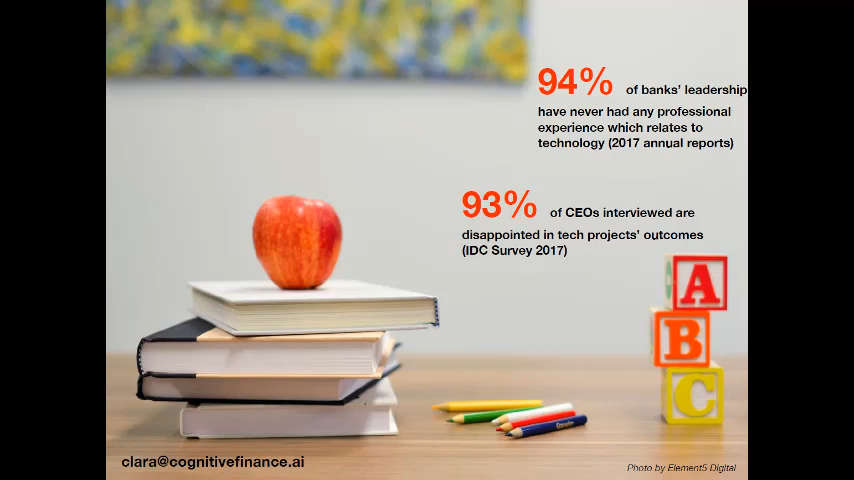 94% of banks' leadership
have never had any professional
experience which relates to
technology (2017 annual reports)
93% of CEOs interviewed are
disappointed in tech projects' outcomes
(IDC Survey 2017)
A
B
C
clara@cognitivefinance.ai
Photo by Element5 Digital